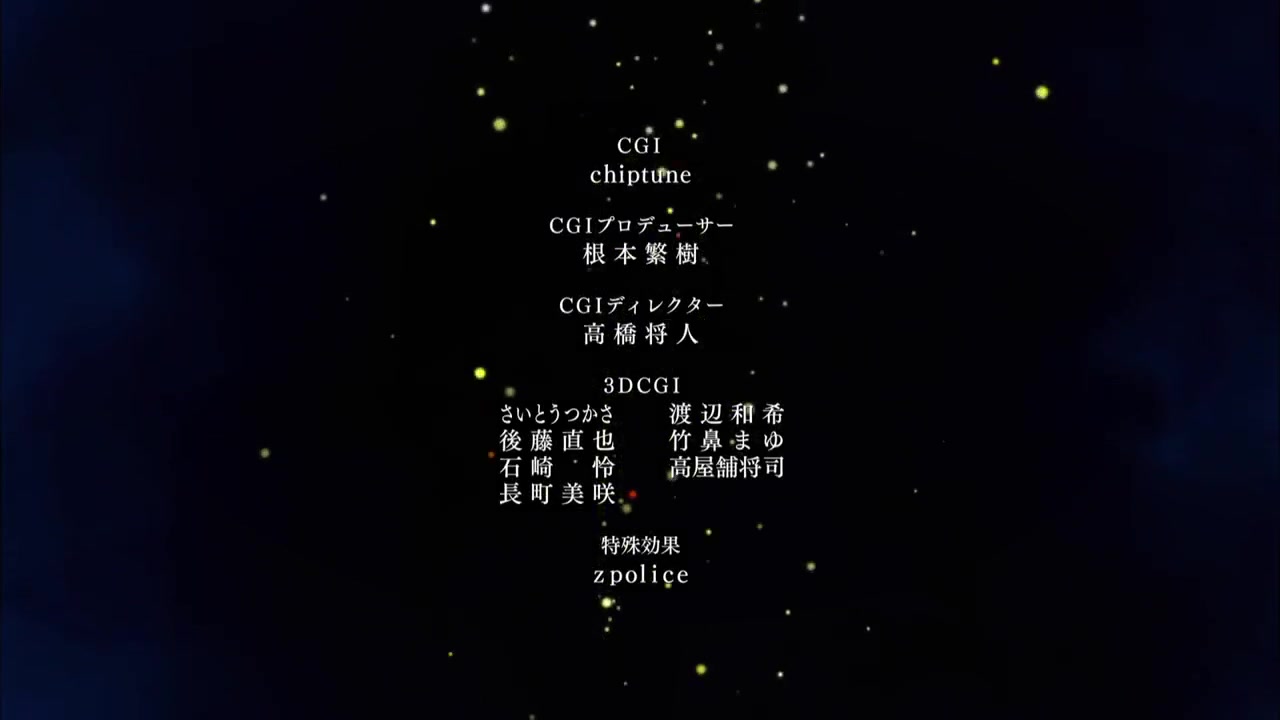 CGI
chiptune
CGIプロデューサー
根本繁樹
CGIディレクター
高橋将人
3DCGI
さいとうつかさ 渡辺和希
後藤直也 竹鼻まゆ
石崎 怜 高屋舗将司
長町美咲
特殊効果
zpolice